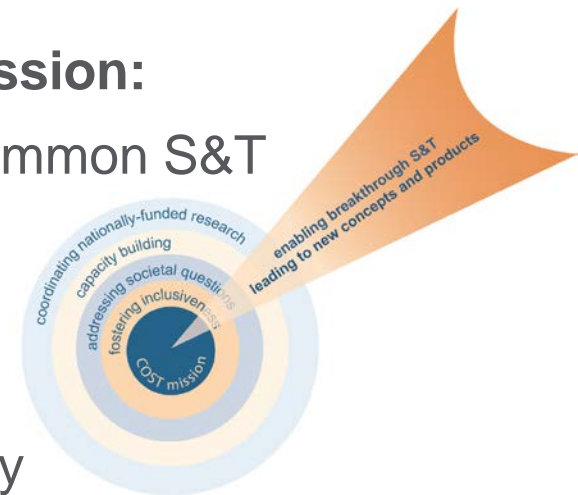 ssion:
mmon S&T
enabling breakthrough S&T
leading to new concepts and products
coordinating nationally-funded research
capacity building
addressing societal questions
fostering inclusiveness
COST mission
y